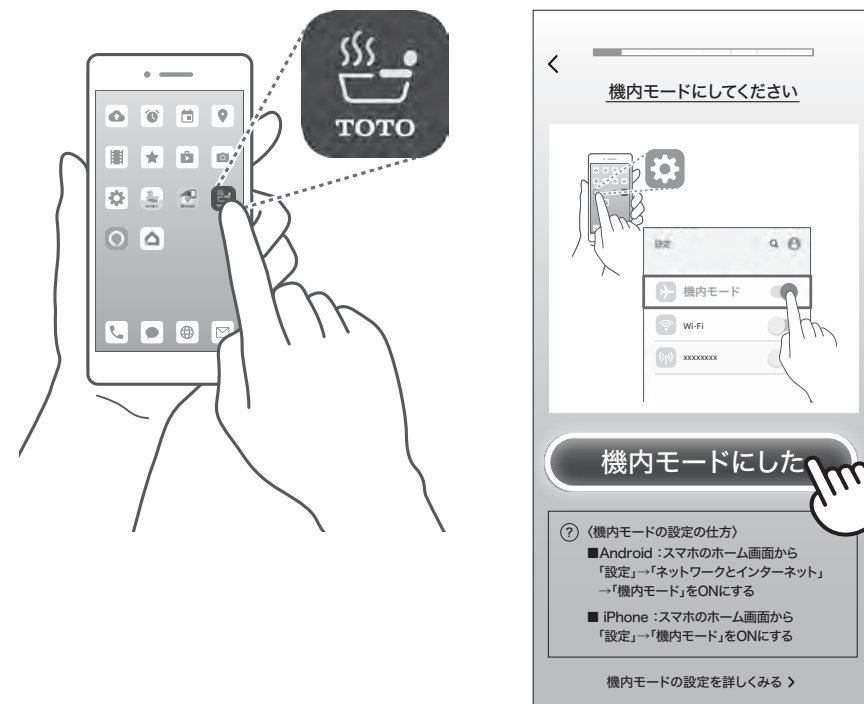 TOTO
機内モードにしてください
設定
機内モード
Wi-Fi
xxxxxxxx
機内モードにした
? 〈機内モードの設定の仕方〉
■Android:スマホのホーム画面から
「設定」→「ネットワークとインターネット」
→「機内モード」をONにする
■ iPhone:スマホのホーム画面から
「設定」→「機内モード」をONにする
機内モードの設定を詳しくみる >